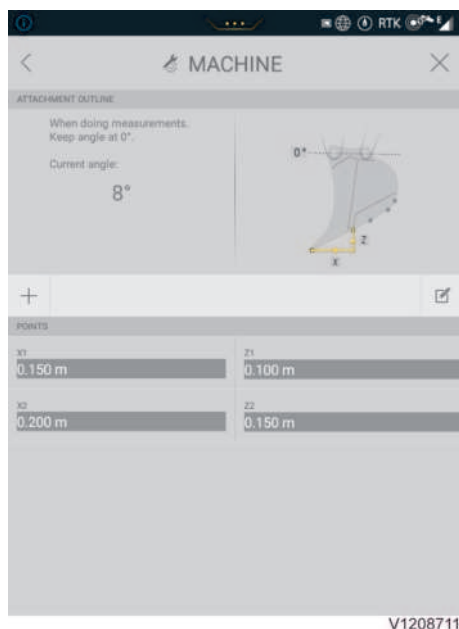 RTK E
MACHINE
ATTACHMENT OUTLINE
When doing measurements.
Keep angle at 0°.
Current angle:
8°
0°
Z
X
POINTS
X1
0.150 m
Z1
0.100 m
X2
0.200 m
Z2
0.150 m
V1208711